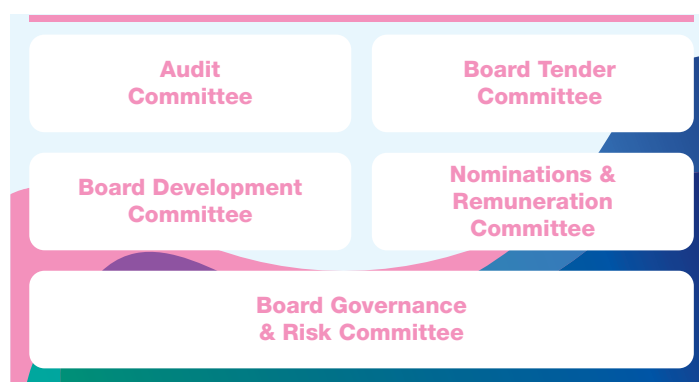 Audit
Committee
Board Tender
Committee
Board Development
Committee
Nominations &
Remuneration
Committee
Board Governance
& Risk Committee